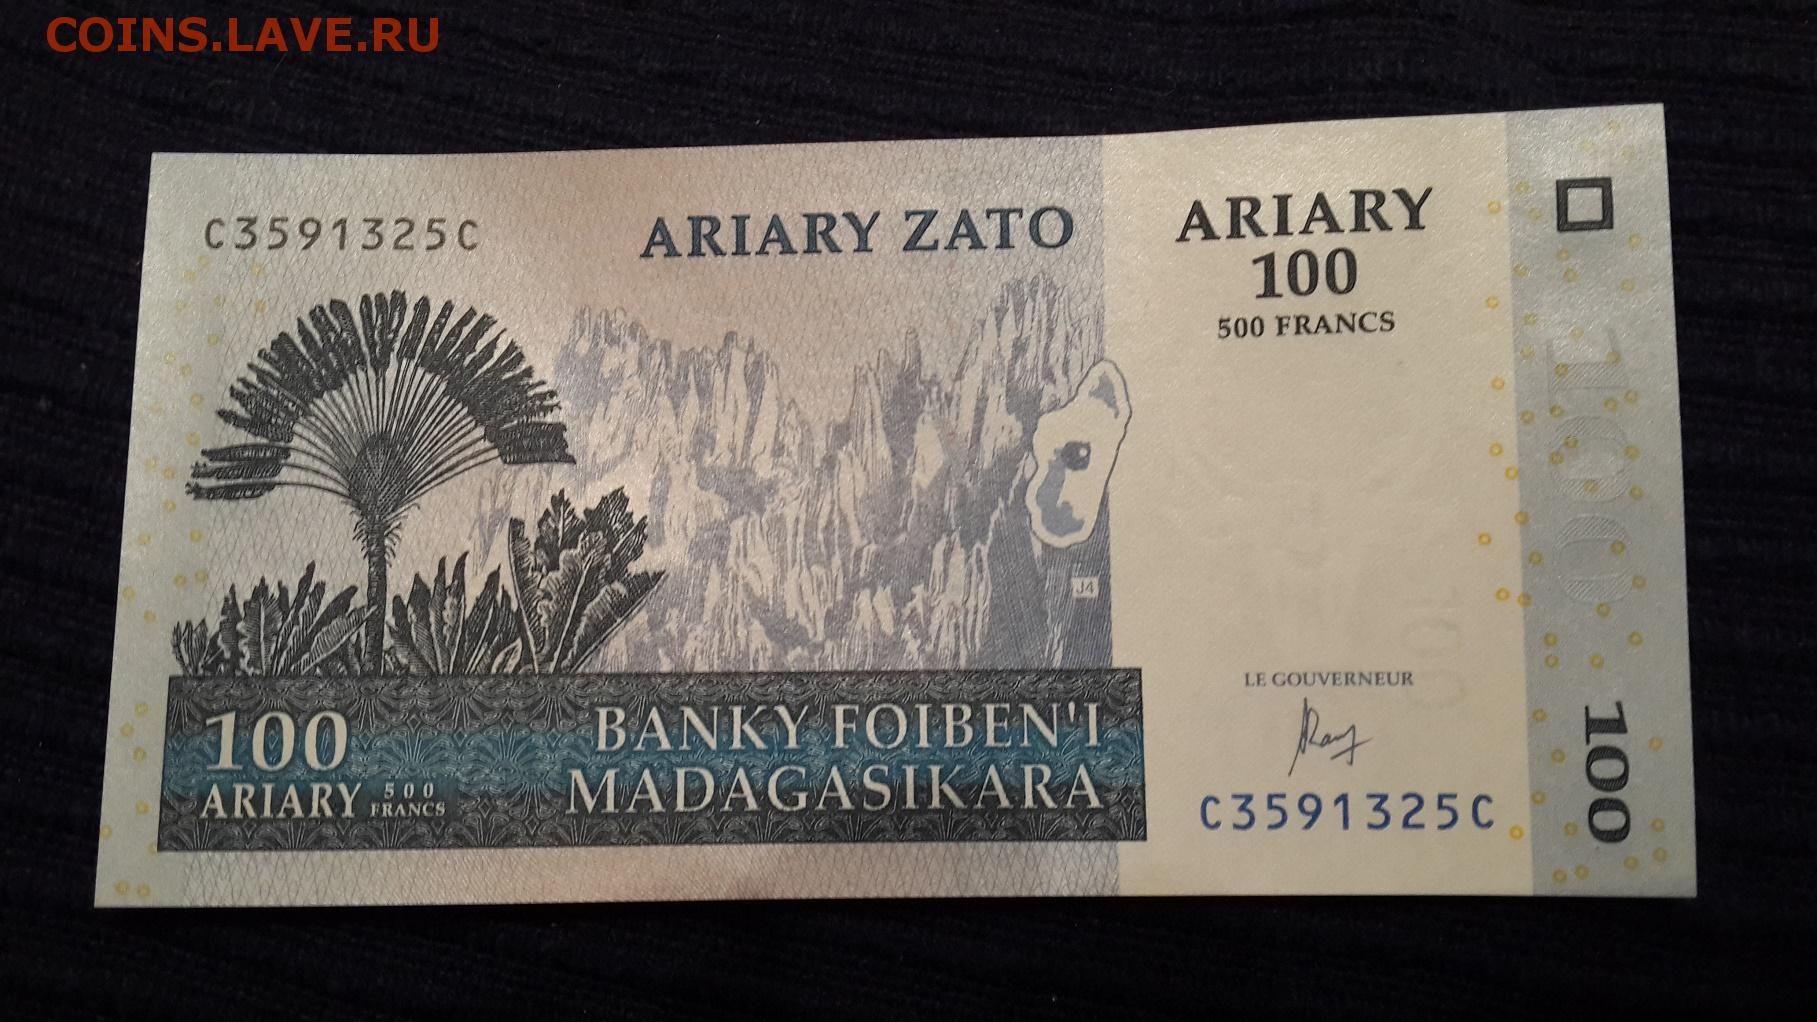 COINS.LAVE.RU
C3591325C
ARIARY ZATO
ARIARY
100
500 FRANCS
100
J4
LE GOUVERNEUR
100
ARIARY
500
FRANCS
BANKY FOIBEN'I
MADAGASIKARA
C3591325C
100